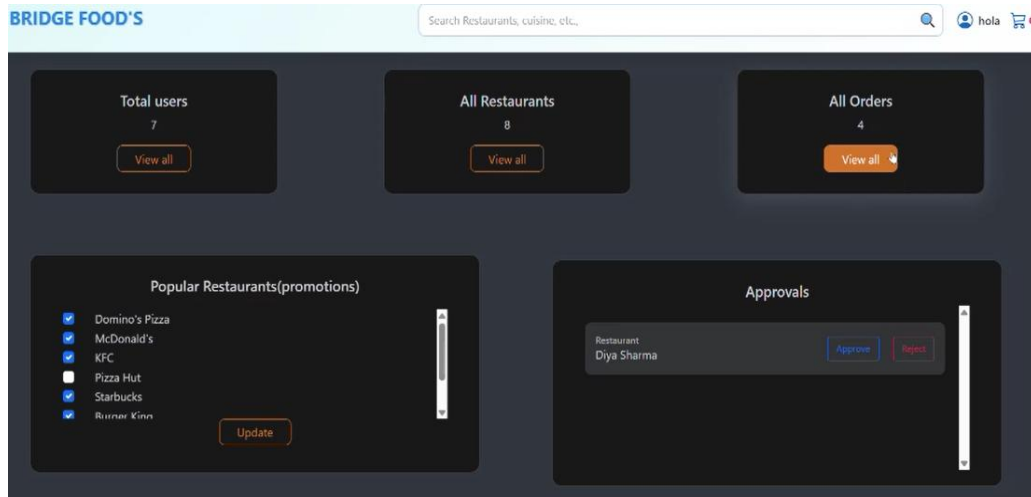 BRIDGE FOOD'S
Search Restaurants, cuisine, etc.,
hola
Total users
7
View all
All Restaurants
8
View all
All Orders
4
View all
Popular Restaurants(promotions)
Domino's Pizza
McDonald's
KFC
Pizza Hut
Starbucks
Burger King
Update
Approvals
Restaurant
Diya Sharma
Approve
Reject